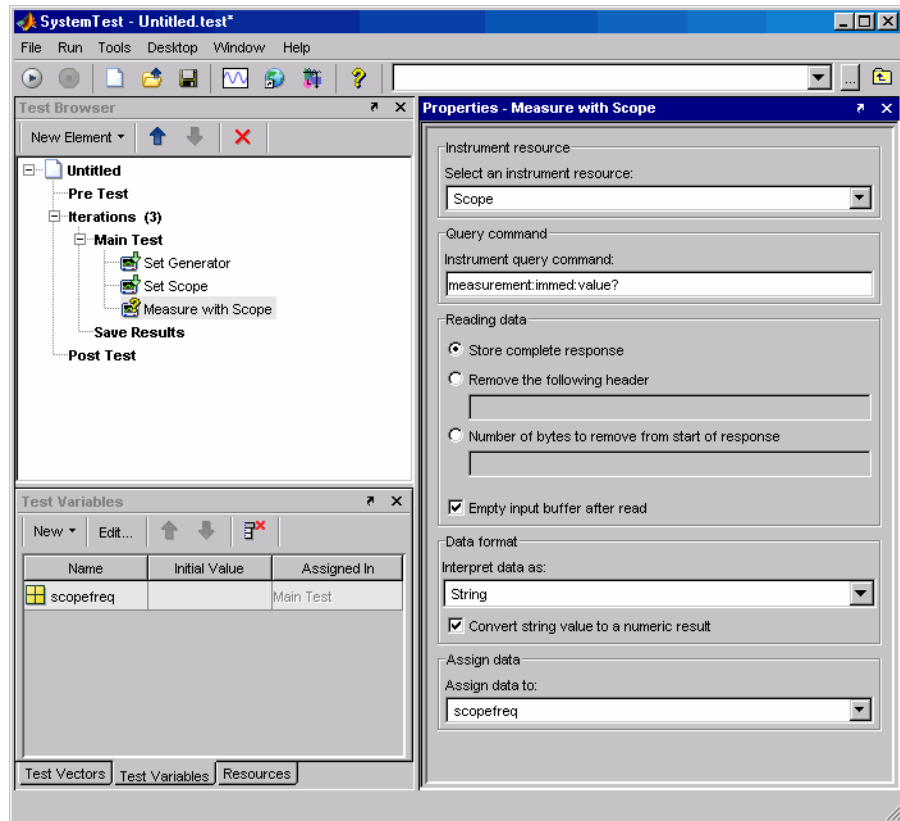 SystemTest - Untitled.test*
File Run Tools Desktop Window Help
...
Test Browser
New Element
Untitled
Pre Test
Iterations (3)
Main Test
Set Generator
Set Scope
Measure with Scope
Save Results
Post Test
Test Variables
New Edit...
Name Initial Value Assigned In
scopefreq Main Test
Test Vectors Test Variables Resources
Properties - Measure with Scope
Instrument resource
Select an instrument resource:
Scope
Query command
Instrument query command:
measurement:immed:value?
Reading data
Store complete response
Remove the following header
Number of bytes to remove from start of response
Empty input buffer after read
Data format
Interpret data as:
String
Convert string value to a numeric result
Assign data
Assign data to:
scopefreq